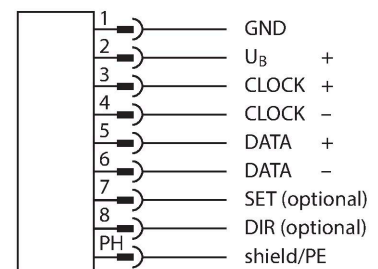 1 GND
2 U_B +
3 CLOCK +
4 CLOCK –
5 DATA +
6 DATA –
7 SET (optional)
8 DIR (optional)
PH shield/PE